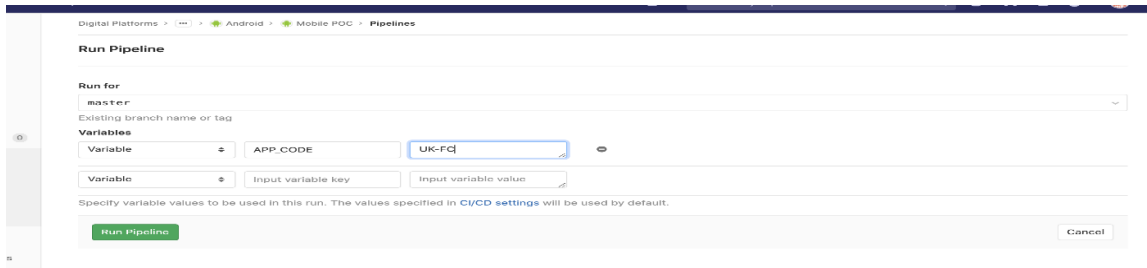 Digital Platforms > ... > Android > Mobile POC > Pipelines
Run Pipeline
Run for
master
Existing branch name or tag
0
Variables
Variable APP_CODE UK-FC
Variable Input variable key Input variable value
Specify variable values to be used in this run. The values specified in CI/CD settings will be used by default.
Run Pipeline Cancel
s